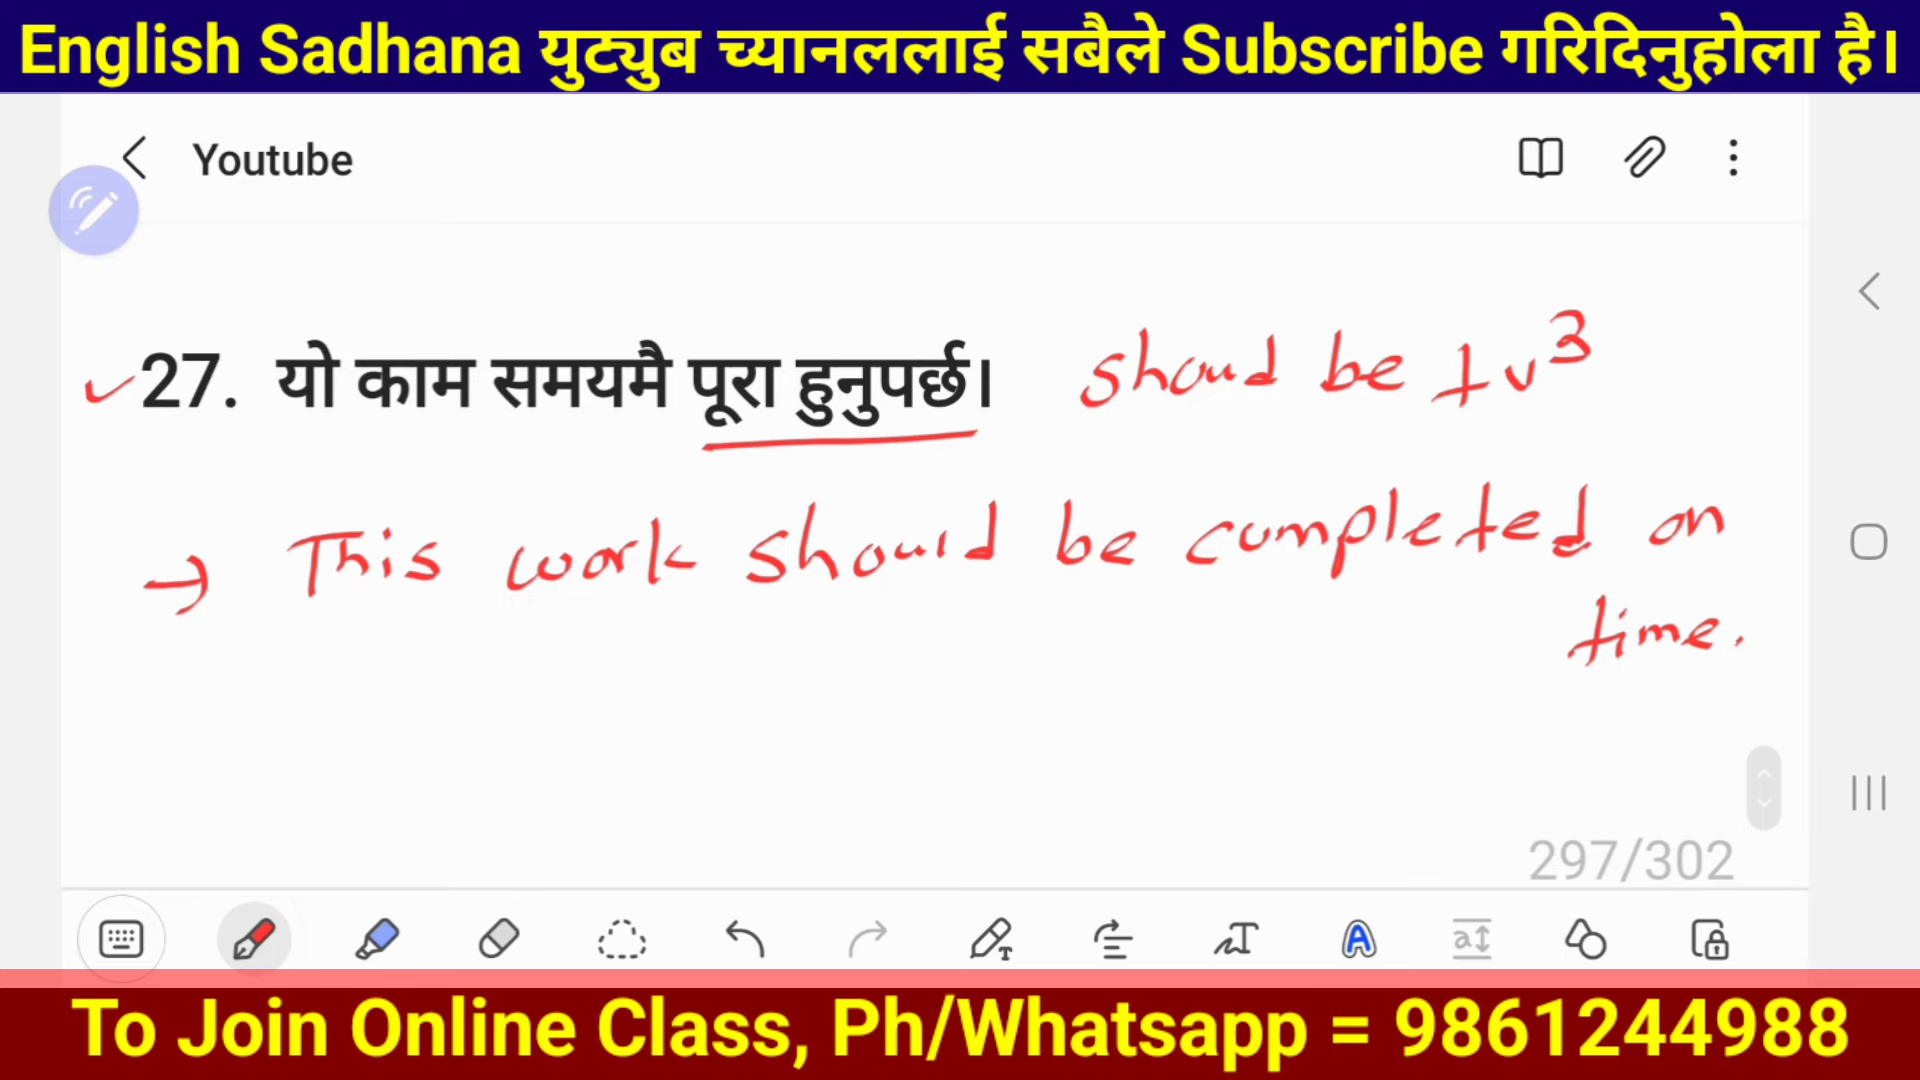 English Sadhana युट्युब च्यानललाई सबैले Subscribe गरिदिनुहोला है।
Youtube
27. यो काम समयमै पूरा हुनुपर्छ। should be + v3
→ This work should be completed on
time.
297/302
To Join Online Class, Ph/Whatsapp = 9861244988